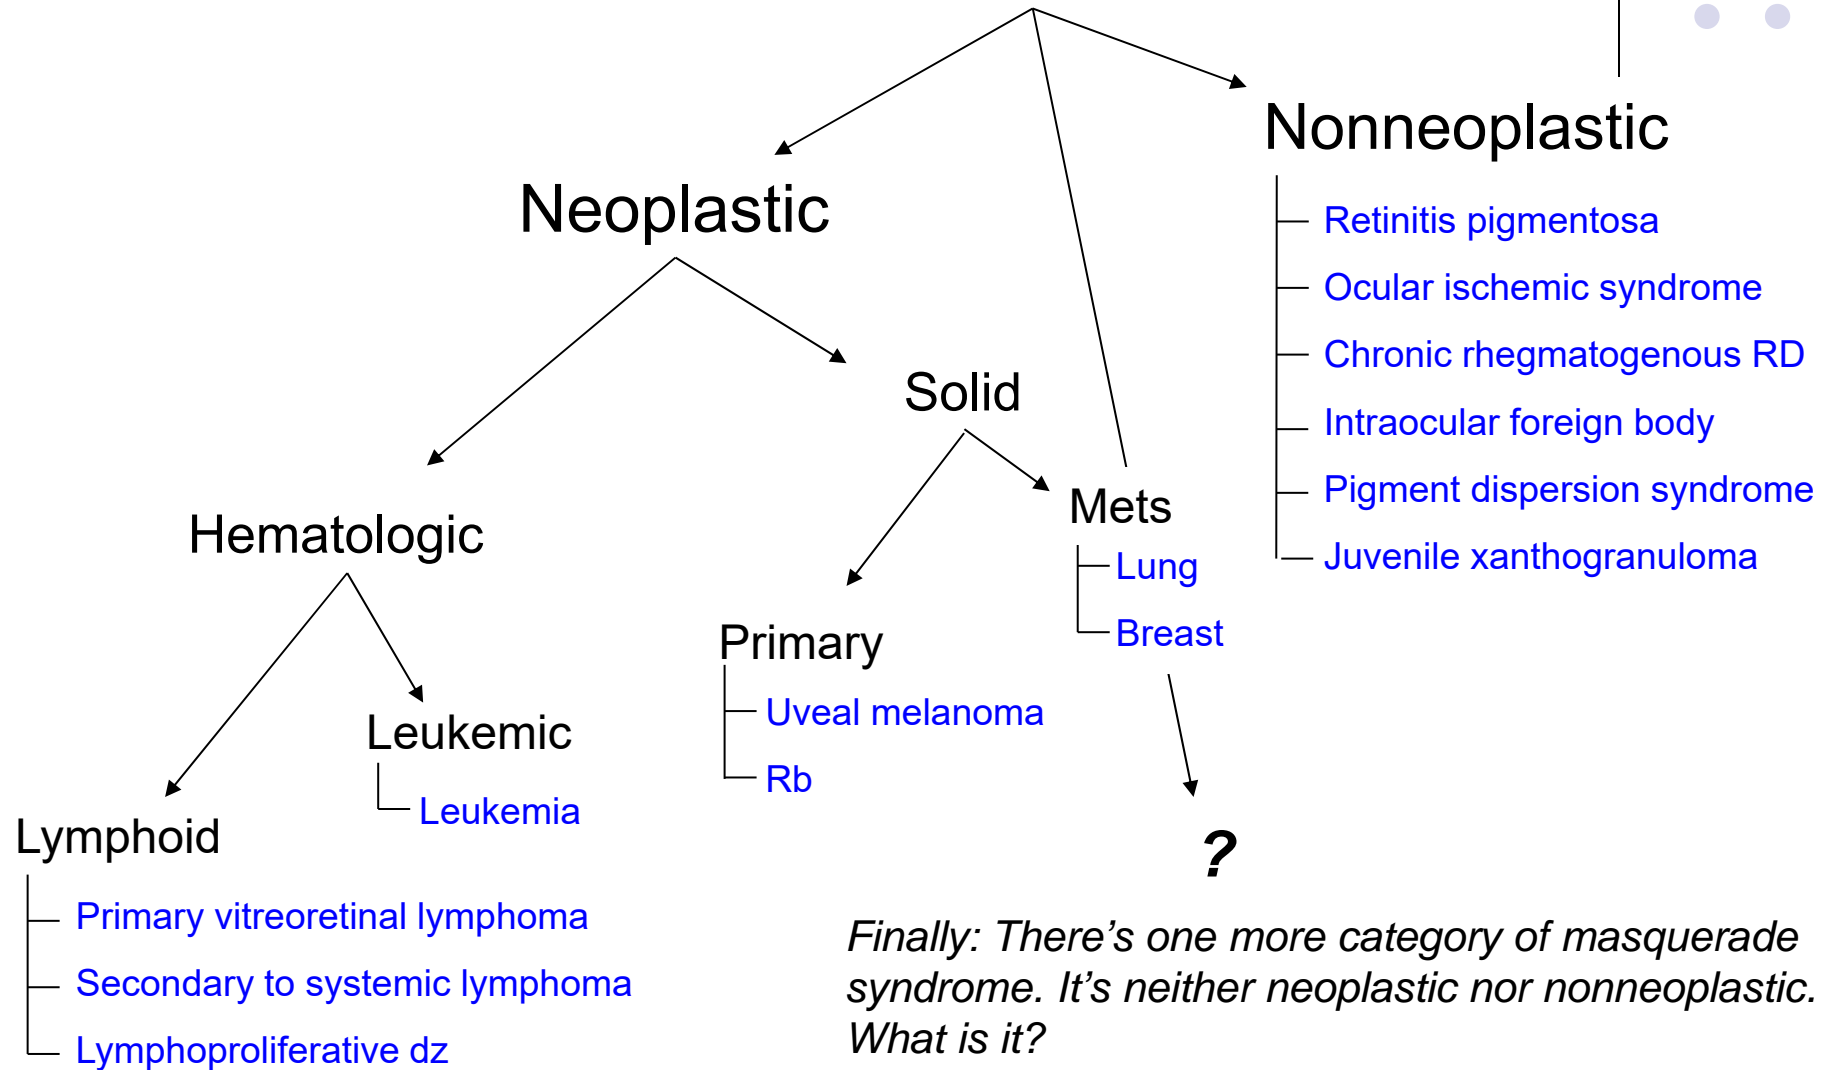 Nonneoplastic
Retinitis pigmentosa
Ocular ischemic syndrome
Chronic rhegmatogenous RD
Intraocular foreign body
Pigment dispersion syndrome
Juvenile xanthogranuloma
Neoplastic
Solid
Mets
Lung
Breast
Primary
Uveal melanoma
Rb
Hematologic
Leukemic
Leukemia
Lymphoid
Primary vitreoretinal lymphoma
Secondary to systemic lymphoma
Lymphoproliferative dz
?
Finally: There’s one more category of masquerade
syndrome. It’s neither neoplastic nor nonneoplastic.
What is it?